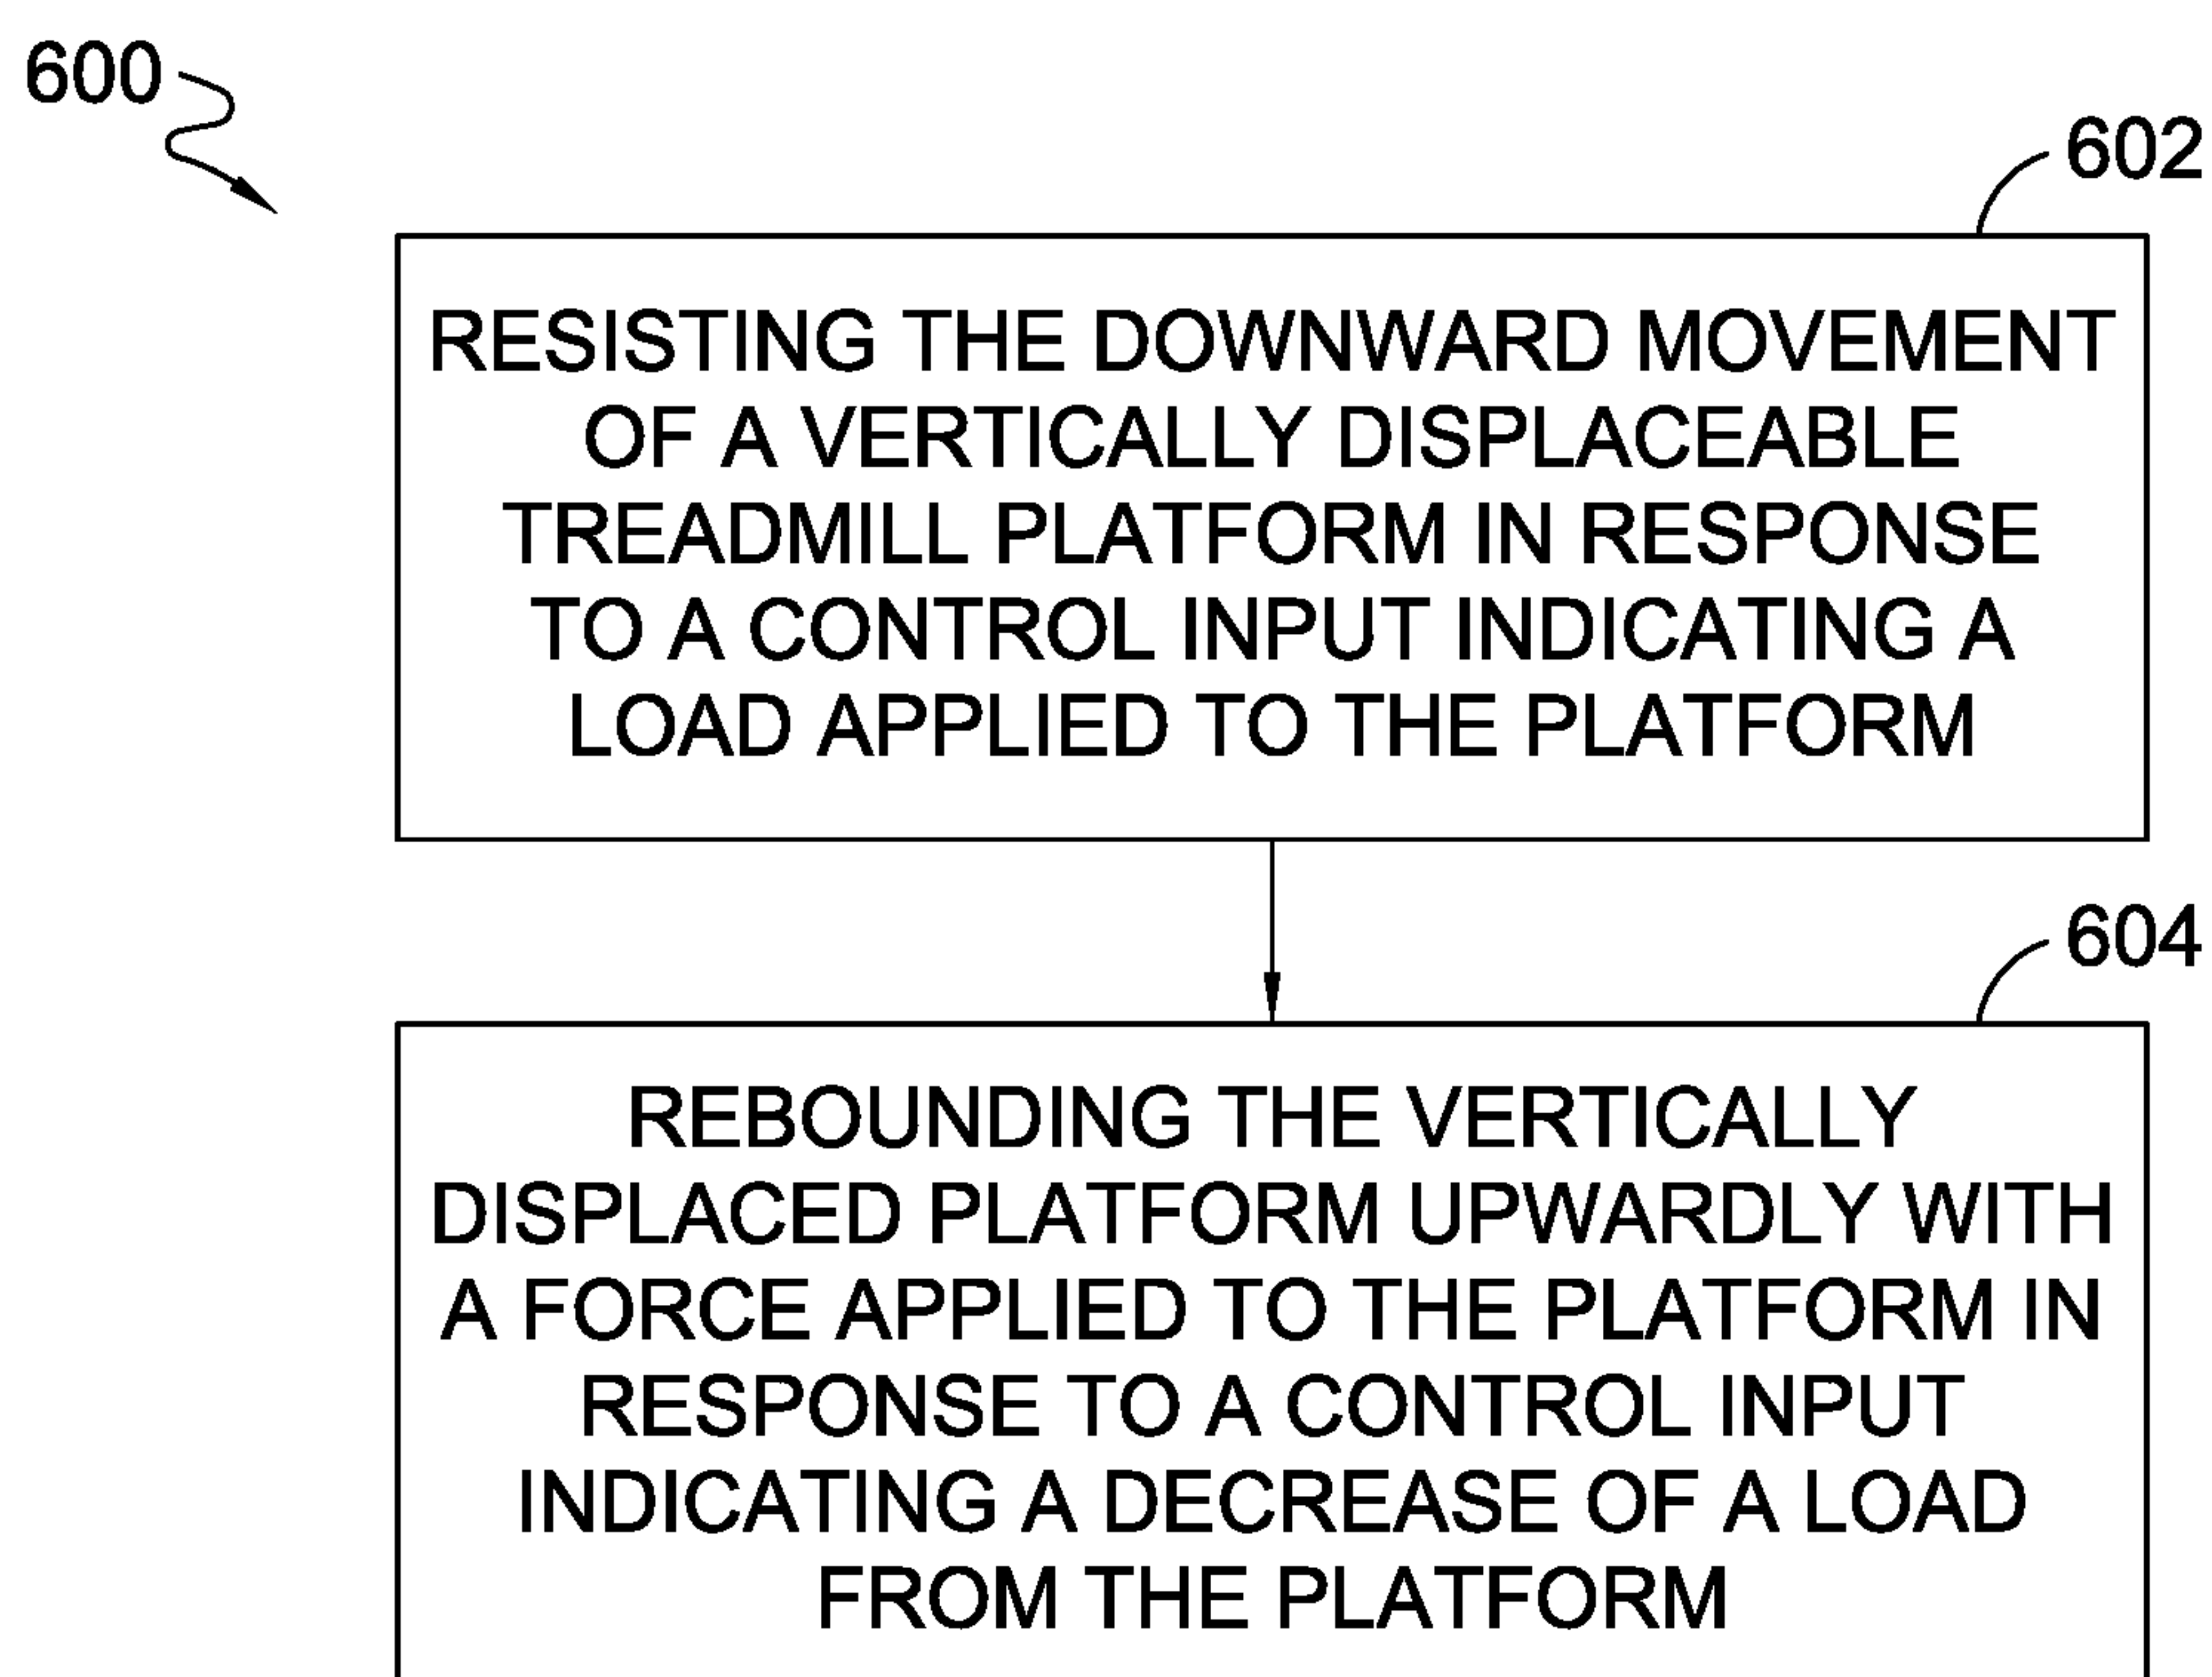 600
602
RESISTING THE DOWNWARD MOVEMENT
OF A VERTICALLY DISPLACEABLE
TREADMILL PLATFORM IN RESPONSE
TO A CONTROL INPUT INDICATING A
LOAD APPLIED TO THE PLATFORM
604
REBOUNDING THE VERTICALLY
DISPLACED PLATFORM UPWARDLY WITH
A FORCE APPLIED TO THE PLATFORM IN
RESPONSE TO A CONTROL INPUT
INDICATING A DECREASE OF A LOAD
FROM THE PLATFORM